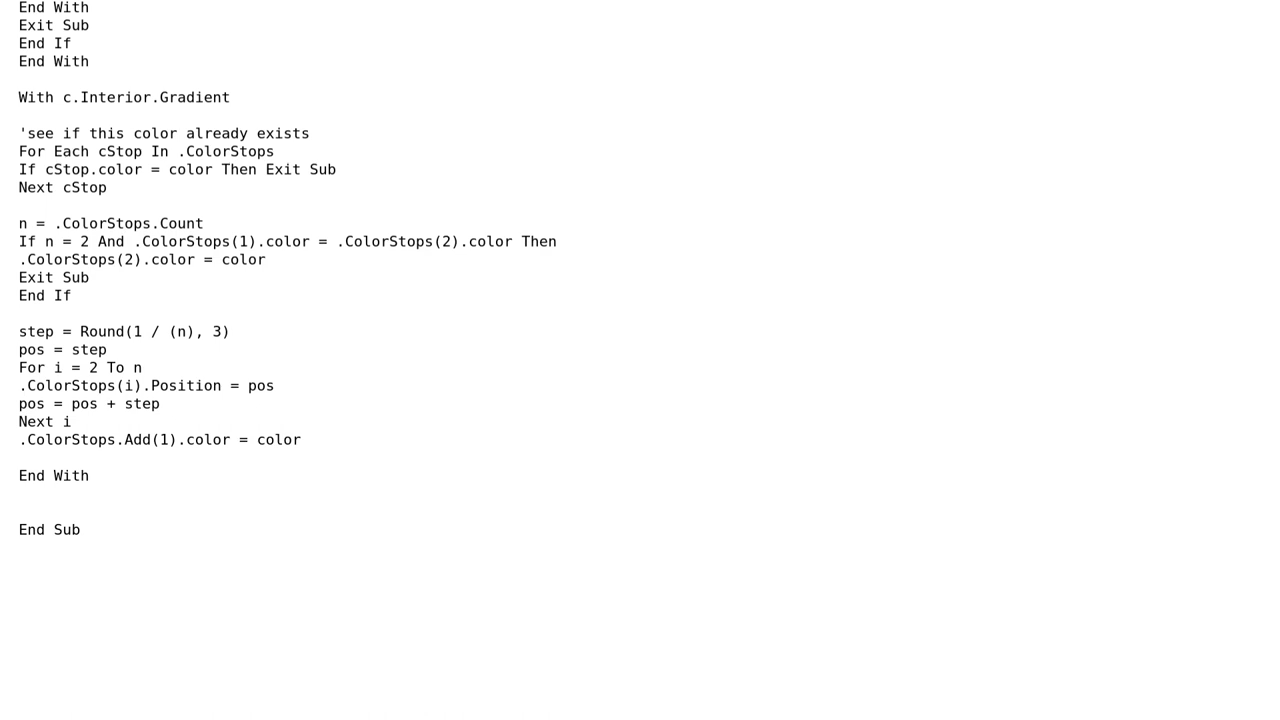 End With
Exit Sub
End If
End With
With c.Interior.Gradient
'see if this color already exists
For Each cStop In .ColorStops
If cStop.color = color Then Exit Sub
Next cStop
n = .ColorStops.Count
If n = 2 And .ColorStops(1).color = .ColorStops(2).color Then
.ColorStops(2).color = color
Exit Sub
End If
step = Round(1 / (n), 3)
pos = step
For i = 2 To n
.ColorStops(i).Position = pos
pos = pos + step
Next i
.ColorStops.Add(1).color = color
End With
End Sub